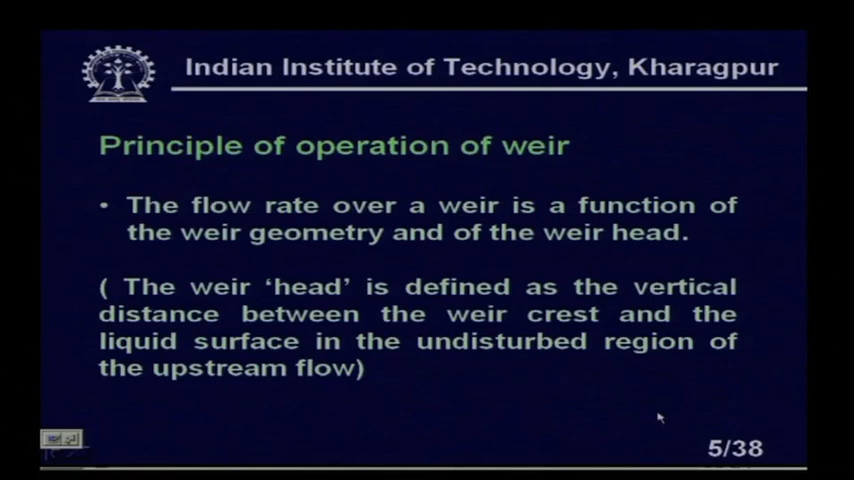 Indian Institute of Technology, Kharagpur
Principle of operation of weir
• The flow rate over a weir is a function of
the weir geometry and of the weir head.
( The weir ‘head’ is defined as the vertical
distance between the weir crest and the
liquid surface in the undisturbed region of
the upstream flow)
5/38